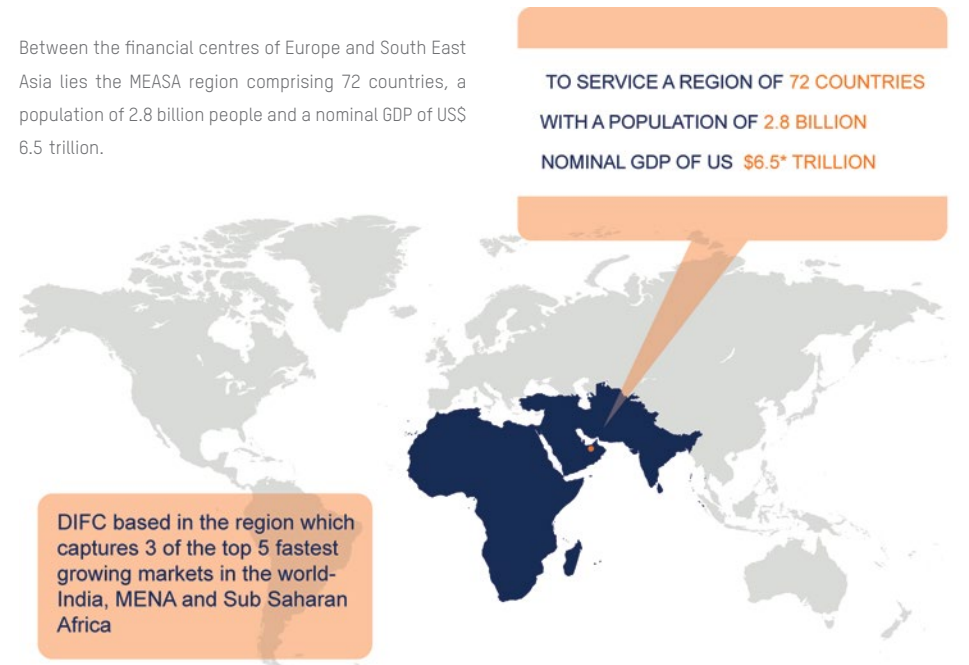 Between the financial centres of Europe and South East
Asia lies the MEASA region comprising 72 countries, a
population of 2.8 billion people and a nominal GDP of US$
6.5 trillion.
TO SERVICE A REGION OF 72 COUNTRIES
WITH A POPULATION OF 2.8 BILLION
NOMINAL GDP OF US $6.5* TRILLION
DIFC based in the region which
captures 3 of the top 5 fastest
growing markets in the world-
India, MENA and Sub Saharan
Africa